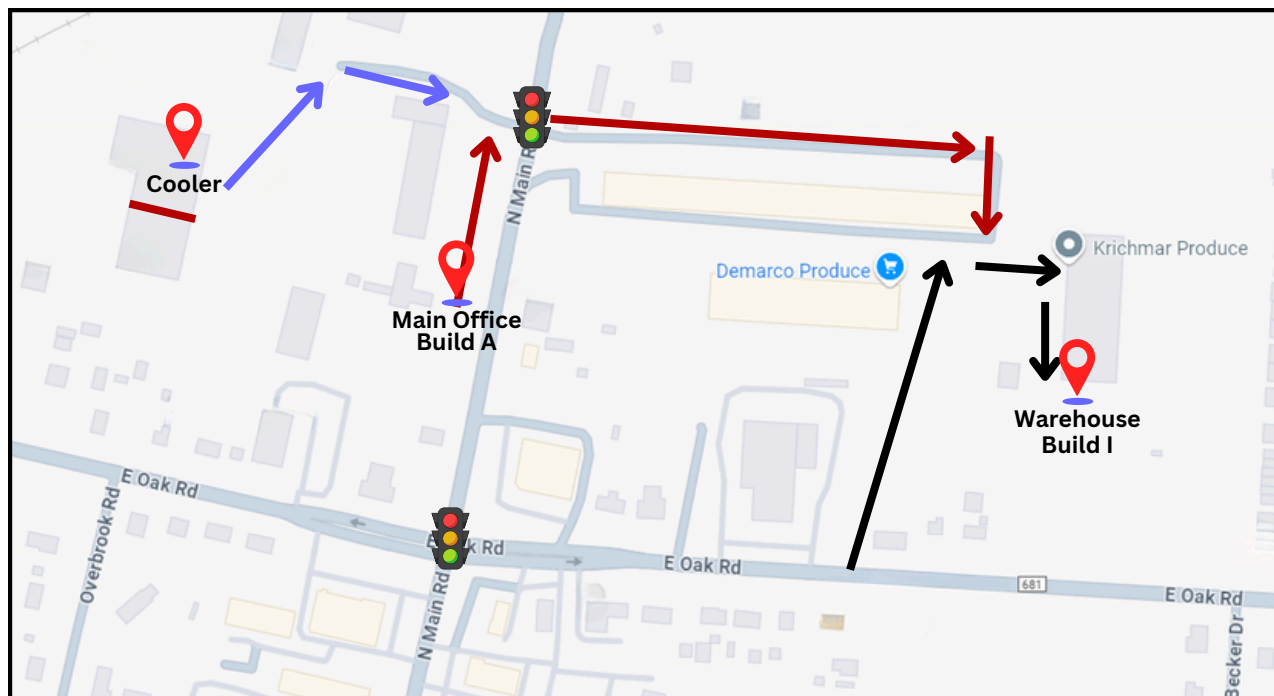 Cooler
N Main R
Krichmar Produce
Demarco Produce
Main Office
Build A
Warehouse
Build I
E Oak Rd
Overbrook Rd
E Oak Rd
E Oak Rd
681
E Oak Rd
N Main Rd
Becker Dr